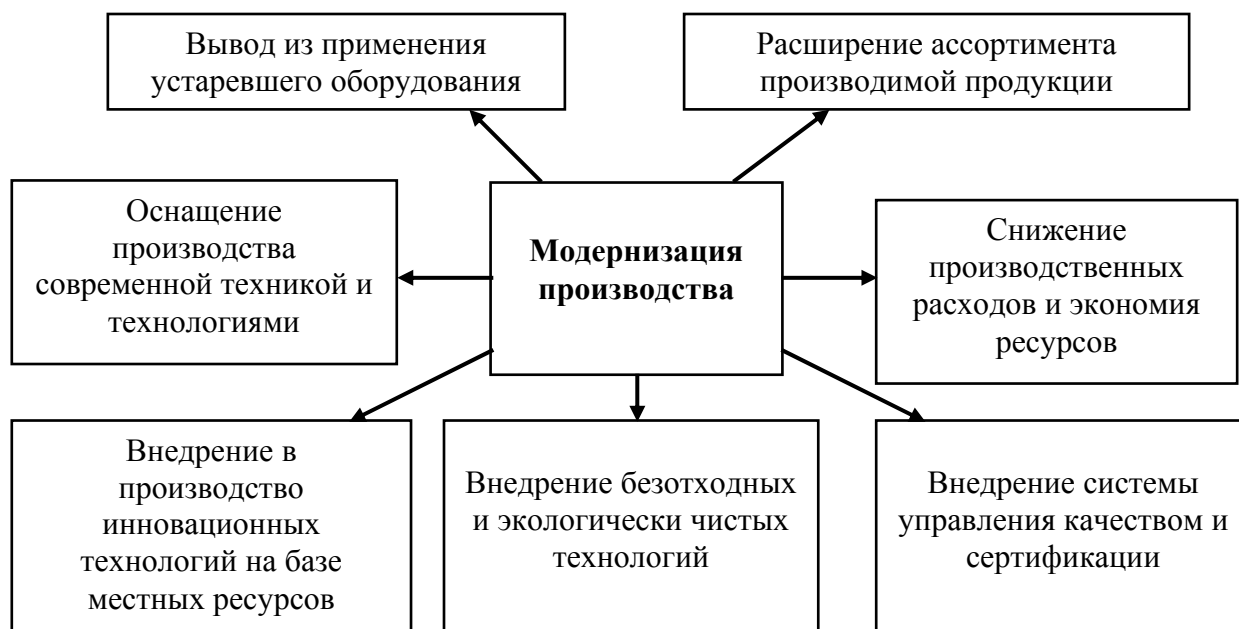 Вывод из применения
устаревшего оборудования
Расширение ассортимента
производимой продукции
Оснащение
производства
современной техникой и
технологиями
Модернизация
производства
Снижение
производственных
расходов и экономия
ресурсов
Внедрение в
производство
инновационных
технологий на базе
местных ресурсов
Внедрение безотходных
и экологически чистых
технологий
Внедрение системы
управления качеством и
сертификации